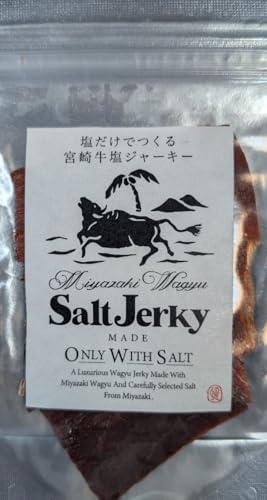 塩だけでつくる
宮崎牛塩ジャーキー
Miyazaki Wagyu
Salt Jerky
MADE
ONLY WITH SALT
A Luxurious Wagyu Jerky Made With
Miyazaki Wagyu And Carefully Selected Salt
From Miyazaki.